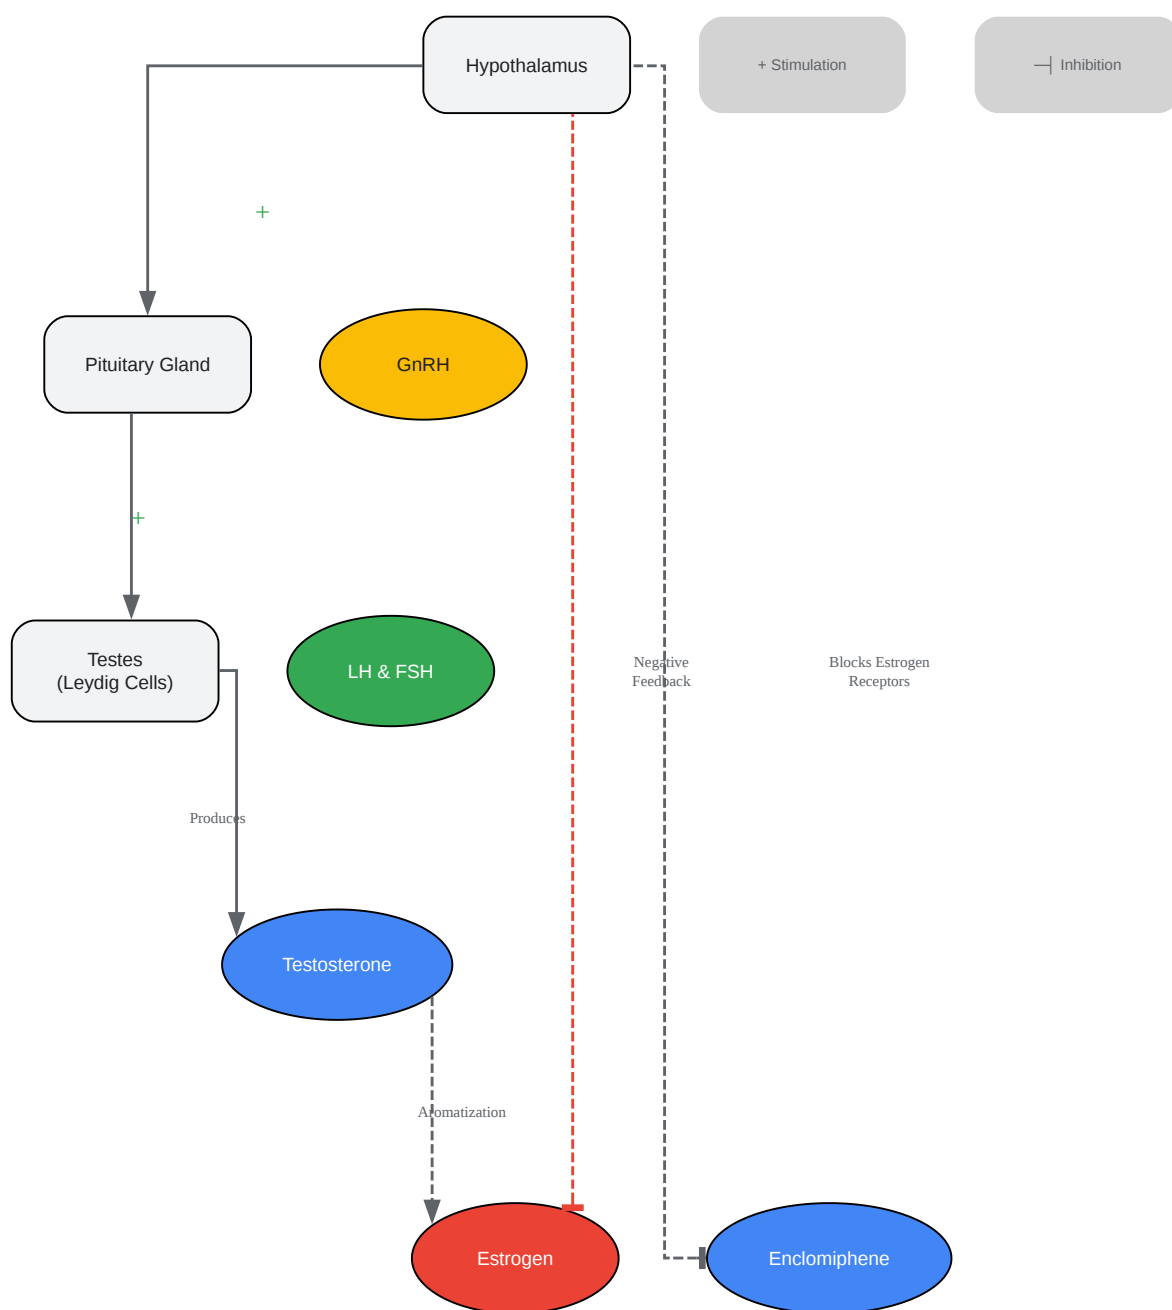 Hypothalamus
+ Stimulation
─┤ Inhibition
+
Pituitary Gland
GnRH
+
Testes
(Leydig Cells)
LH & FSH
Negative
Feedback
Blocks Estrogen
Receptors
Produces
Testosterone
Aromatization
Estrogen
Enclomiphene